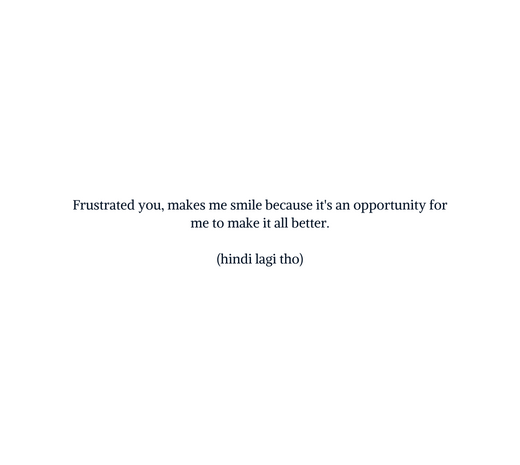 Frustrated you, makes me smile because it's an opportunity for
me to make it all better.
(hindi lagi tho)